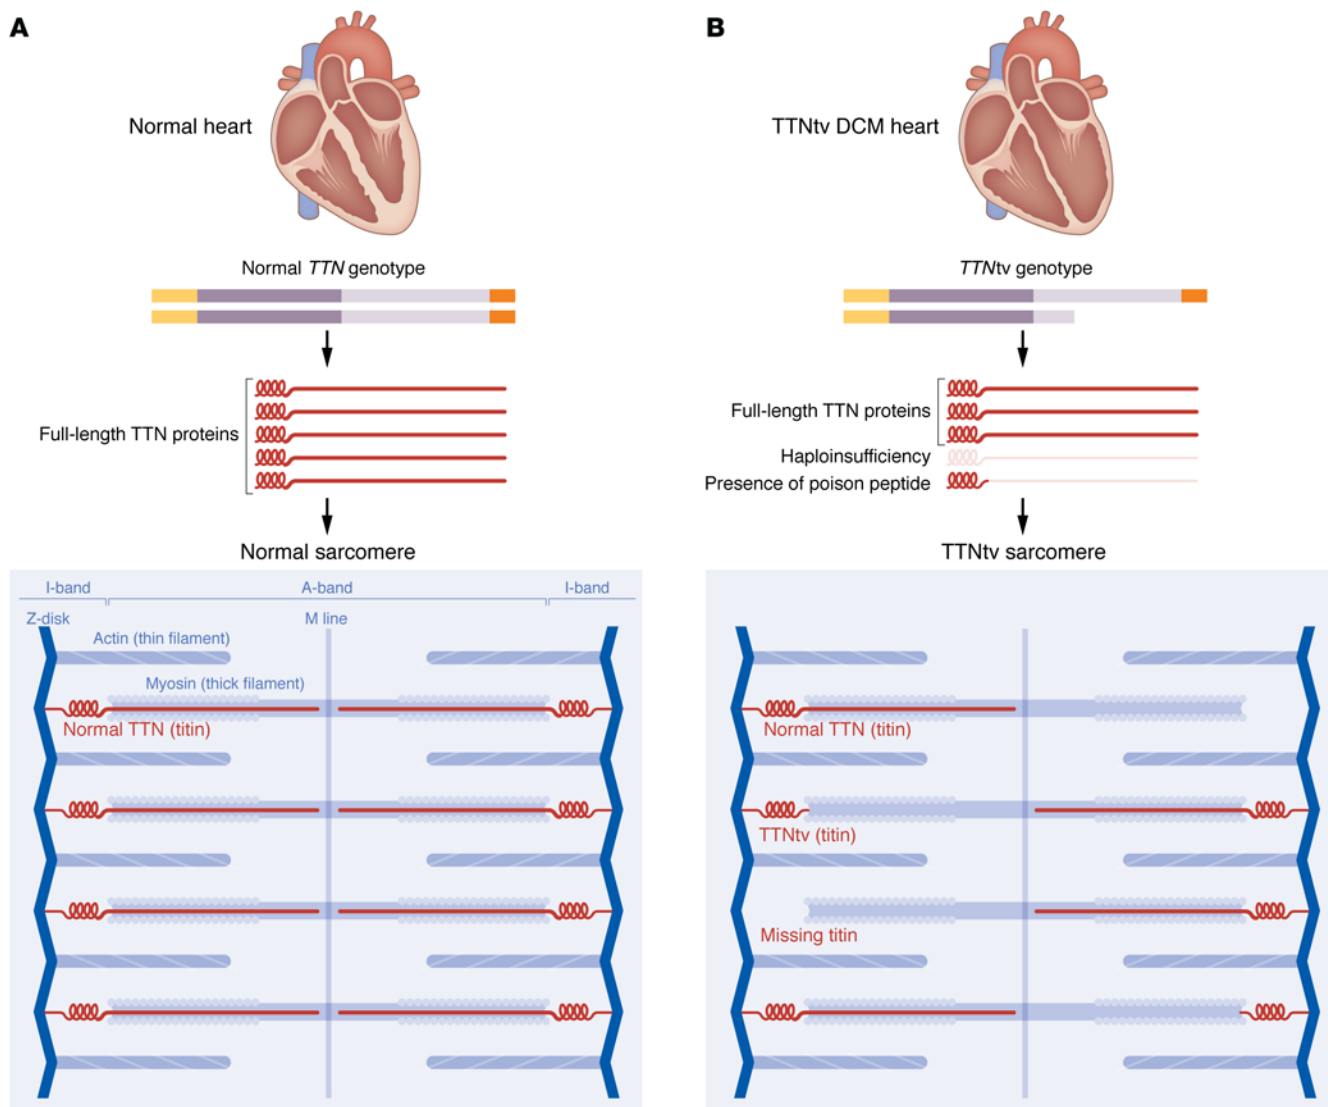 A
Normal heart
Normal TTN genotype
Full-length TTN proteins
Normal sarcomere
I-band
A-band
I-band
Z-disk
M line
Actin (thin filament)
Myosin (thick filament)
Normal TTN (titin)
B
TTNtv DCM heart
TTNtv genotype
Full-length TTN proteins
Haploinsufficiency
Presence of poison peptide
TTNtv sarcomere
Normal TTN (titin)
TTNtv (titin)
Missing titin